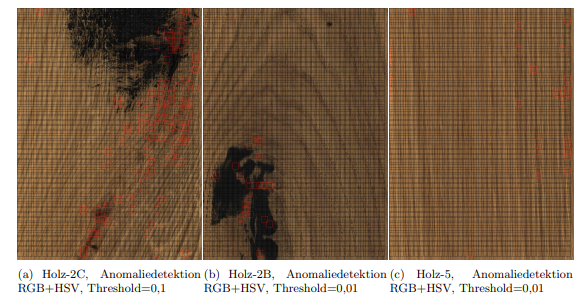 (a) Holz-2C, Anomaliedetektion
RGB+HSV, Threshold=0,1
(b) Holz-2B, Anomaliedetektion
RGB+HSV, Threshold=0,01
(c) Holz-5, Anomaliedetektion
RGB+HSV, Threshold=0,01